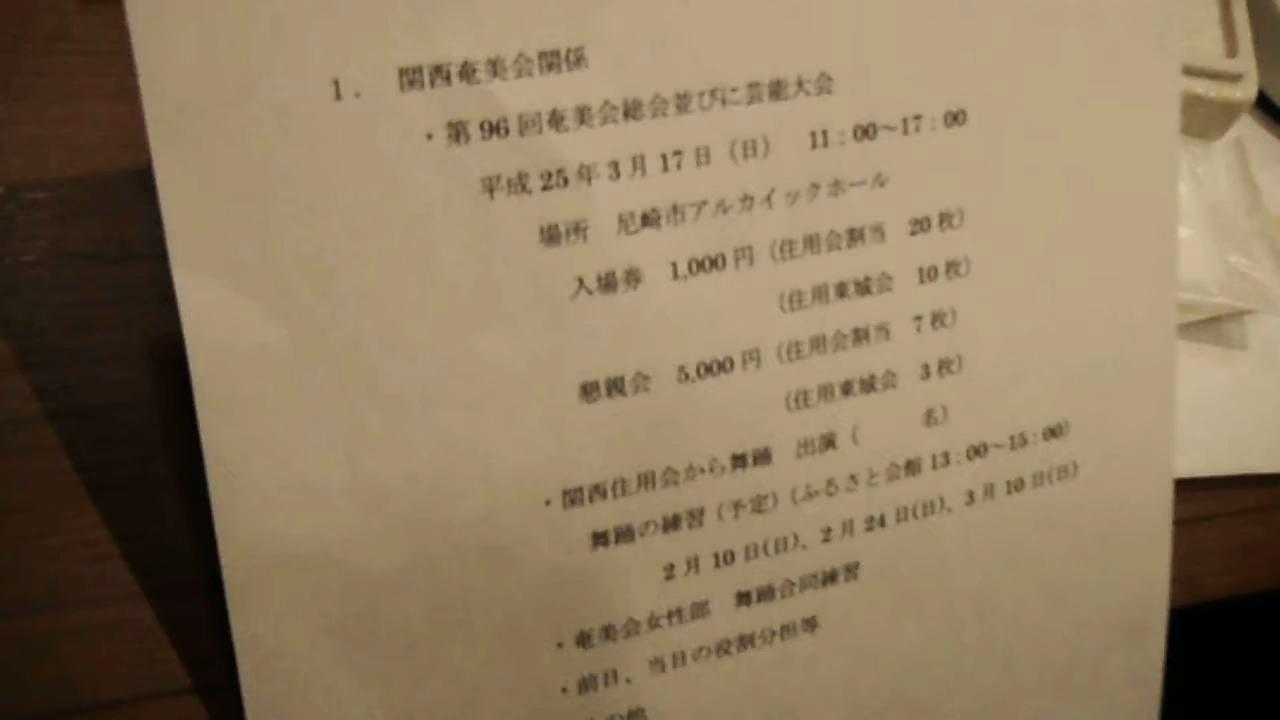 1. 関西奄美会関係
・第96回奄美会総会並びに芸能大会
平成25年3月17日（日） 11：00～17：00
場所 尼崎市アルカイックホール
入場券 1,000円（住用会割当 20枚）
（住用東城会 10枚）
懇親会 5,000円（住用会割当 7枚）
（住用東城会 3枚）
・関西住用会から舞踊 出演（ 名）
舞踊の練習（予定）（ふるさと会館13：00～15：00）
2月10日(日)、2月24日(日)、3月10日(日)
・奄美会女性部 舞踊合同練習
・前日、当日の役割分担等
の他